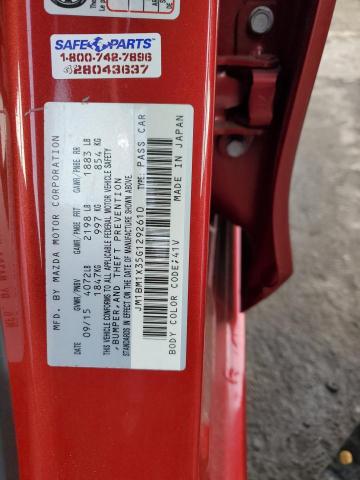 SAFE PARTS
1-800-742-7896
28043637
MFD. BY MAZDA MOTOR CORPORATION
DATE GVWR/PNBV GAWR/PNBE FRT GAWR/PNBE RR
09/15 4072LB 2198 LB 1883 LB
1847KG 997 KG 854 KG
THIS VEHICLE CONFORMS TO ALL APPLICABLE FEDERAL MOTOR VEHICLE SAFETY
,BUMPER,AND THEFT PREVENTION STANDARDS IN EFFECT ON THE DATE OF MANUFACTURE SHOWN ABOVE.
JM1BM1X35G1292610 TYPE: PASS CAR
MADE IN JAPAN
BODY COLOR CODE:41V